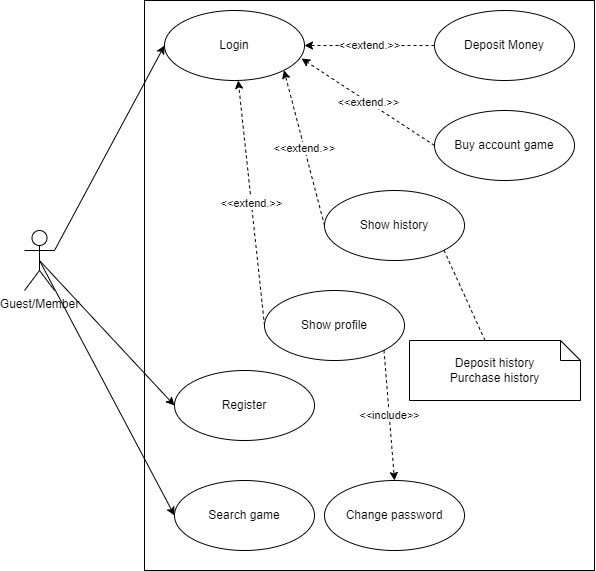 Login
<<extend.>>
Deposit Money
<<extend.>>
Buy account game
<<extend.>>
Show history
<<extend.>>
Guest/Member
Show profile
Deposit history
Purchase history
Register
<<include>>
Search game
Change password